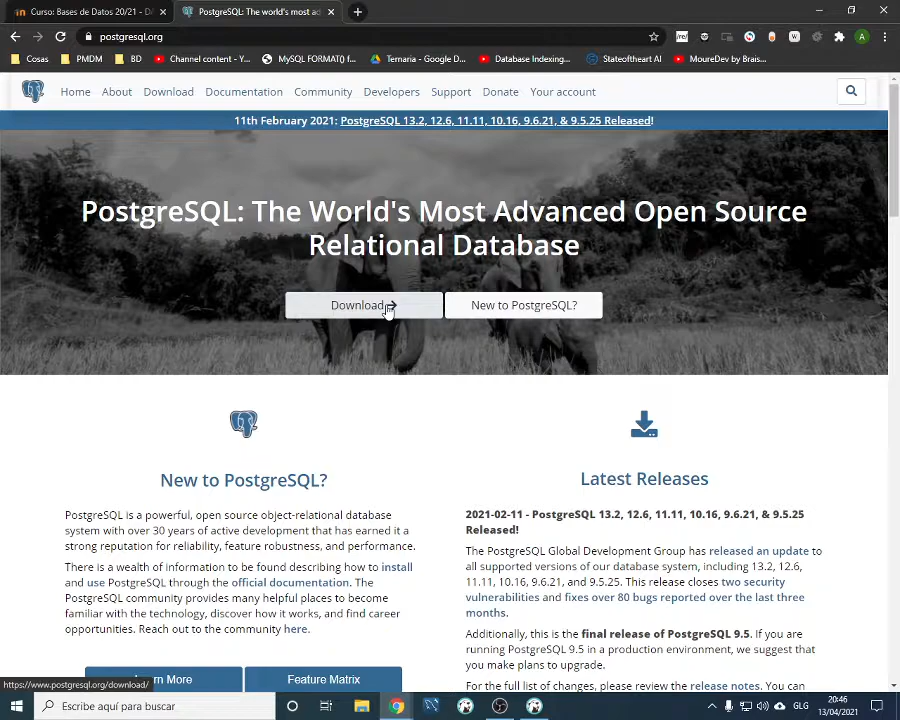 Curso: Bases de Datos 20/21 - DA
PostgreSQL: The world's most ad
postgresql.org
Cosas
PMDM
BD
Channel content - Y...
MySQL FORMAT() f...
Temaria - Google D...
Database Indexing,...
Stateoftheart AI
MoureDev by Brais...
Home
About
Download
Documentation
Community
Developers
Support
Donate
Your account
11th February 2021: PostgreSQL 13.2, 12.6, 11.11, 10.16, 9.6.21, & 9.5.25 Released!
PostgreSQL: The World's Most Advanced Open Source
Relational Database
Download
New to PostgreSQL?
New to PostgreSQL?
PostgreSQL is a powerful, open source object-relational database
system with over 30 years of active development that has earned it a
strong reputation for reliability, feature robustness, and performance.
There is a wealth of information to be found describing how to install
and use PostgreSQL through the official documentation. The
PostgreSQL community provides many helpful places to become
familiar with the technology, discover how it works, and find career
opportunities. Reach out to the community here.
Learn More
Feature Matrix
Latest Releases
2021-02-11 - PostgreSQL 13.2, 12.6, 11.11, 10.16, 9.6.21, & 9.5.25
Released!
The PostgreSQL Global Development Group has released an update to
all supported versions of our database system, including 13.2, 12.6,
11.11, 10.16, 9.6.21, and 9.5.25. This release closes two security
vulnerabilities and fixes over 80 bugs reported over the last three
months.
Additionally, this is the final release of PostgreSQL 9.5. If you are
running PostgreSQL 9.5 in a production environment, we suggest that
you make plans to upgrade.
For the full list of changes, please review the release notes. You can
https://www.postgresql.org/download/
Escribe aquí para buscar
GLG
20:46
13/04/2021